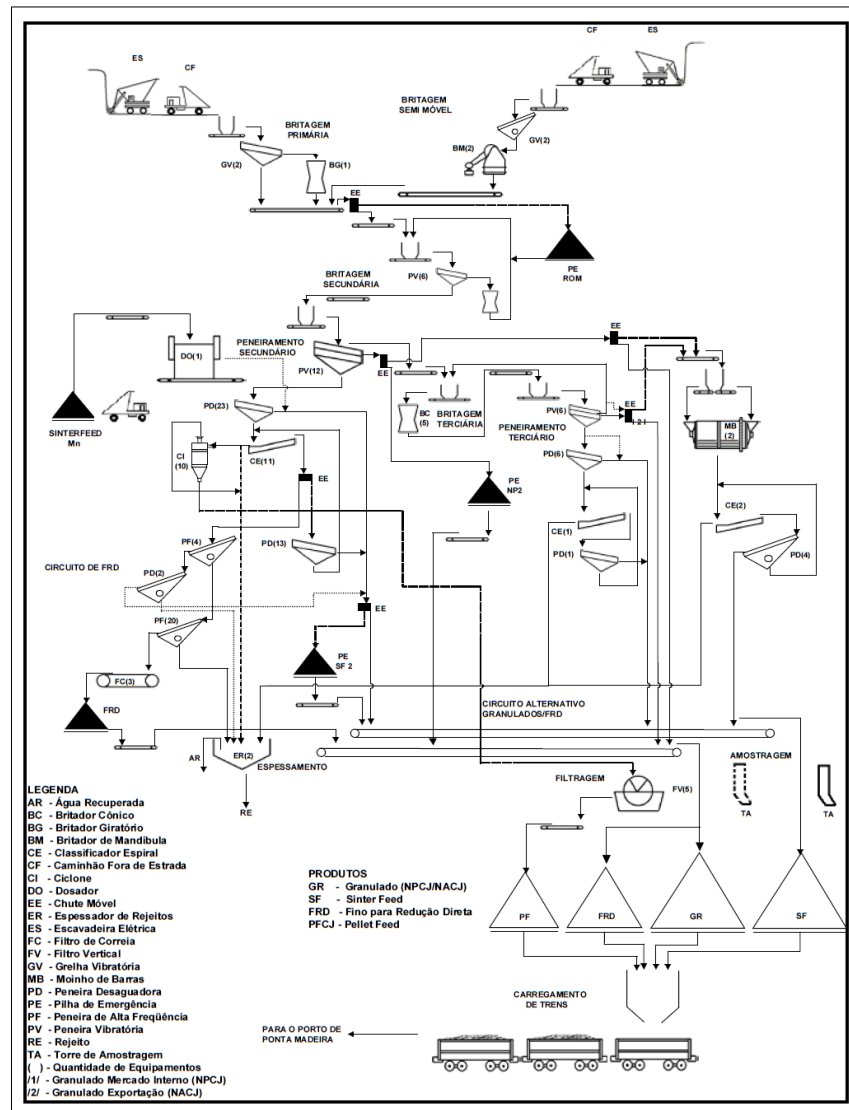 ES
CF
CF
ES
BRITAGEM
SEMI MÓVEL
BRITAGEM
PRIMÁRIA
GV(2)
BG(1)
BM(2)
GV(2)
EE
PE
ROM
PV(6)
BRITAGEM
SECUNDÁRIA
DO(1)
PENEIRAMENTO
SECUNDÁRIO
PV(12)
EE
EE
SINTERFEED
Mn
PD(23)
BC
(5)
BRITAGEM
TERCIÁRIA
PV(6)
EE
PENEIRAMENTO
TERCIÁRIO
MB
(2)
CI
(10)
CE(11)
EE
PE
NP2
PD(6)
CE(2)
PF(4)
PD(13)
CE(1)
PD(1)
PD(4)
CIRCUITO DE FRD
PD(2)
PF(20)
EE
PE
SF 2
FC(3)
FRD
CIRCUITO ALTERNATIVO
GRANULADOS/FRD
AR
ER(2)
ESPESSAMENTO
RE
FILTRAGEM
FV(5)
AMOSTRAGEM
TA
TA
LEGENDA
AR - Água Recuperada
BC - Britador Cônico
BG - Britador Giratório
BM - Britador de Mandíbula
CE - Classificador Espiral
CF - Caminhão Fora de Estrada
CI - Ciclone
DO - Dosador
EE - Chute Móvel
ER - Espessador de Rejeitos
ES - Escavadeira Elétrica
FC - Filtro de Correia
FV - Filtro Vertical
GV - Grelha Vibratória
MB - Moinho de Barras
PD - Peneira Desaguadora
PE - Pilha de Emergência
PF - Peneira de Alta Freqüência
PV - Peneira Vibratória
RE - Rejeito
TA - Torre de Amostragem
( ) - Quantidade de Equipamentos
/1/ - Granulado Mercado Interno (NPCJ)
/2/ - Granulado Exportação (NACJ)
PRODUTOS
GR - Granulado (NPCJ/NACJ)
SF - Sinter Feed
FRD - Fino para Redução Direta
PFCJ - Pellet Feed
PF
FRD
GR
SF
CARREGAMENTO
DE TRENS
PARA O PORTO DE
PONTA MADEIRA